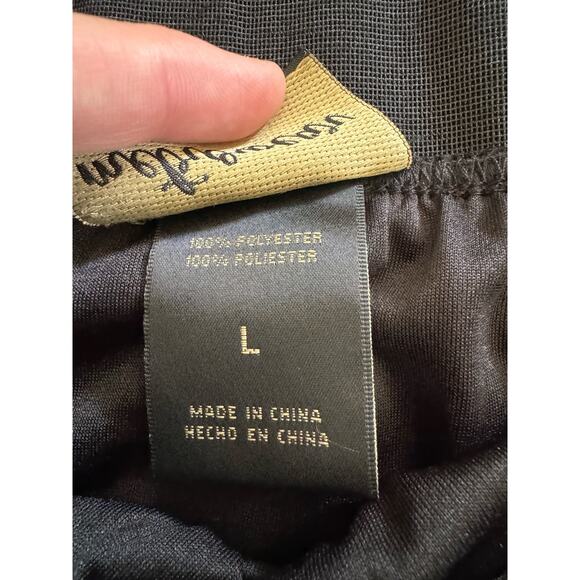 100% POLYESTER
100% POLIESTER
L
MADE IN CHINA
HECHO EN CHINA